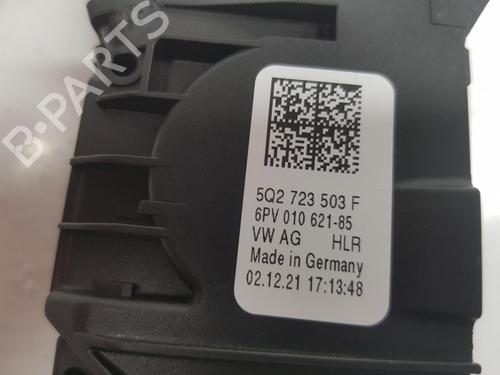 B-PARTS
5Q2 723 503 F
6PV 010 621-85
VW AG HLR
Made in Germany
02.12.21 17:13:48